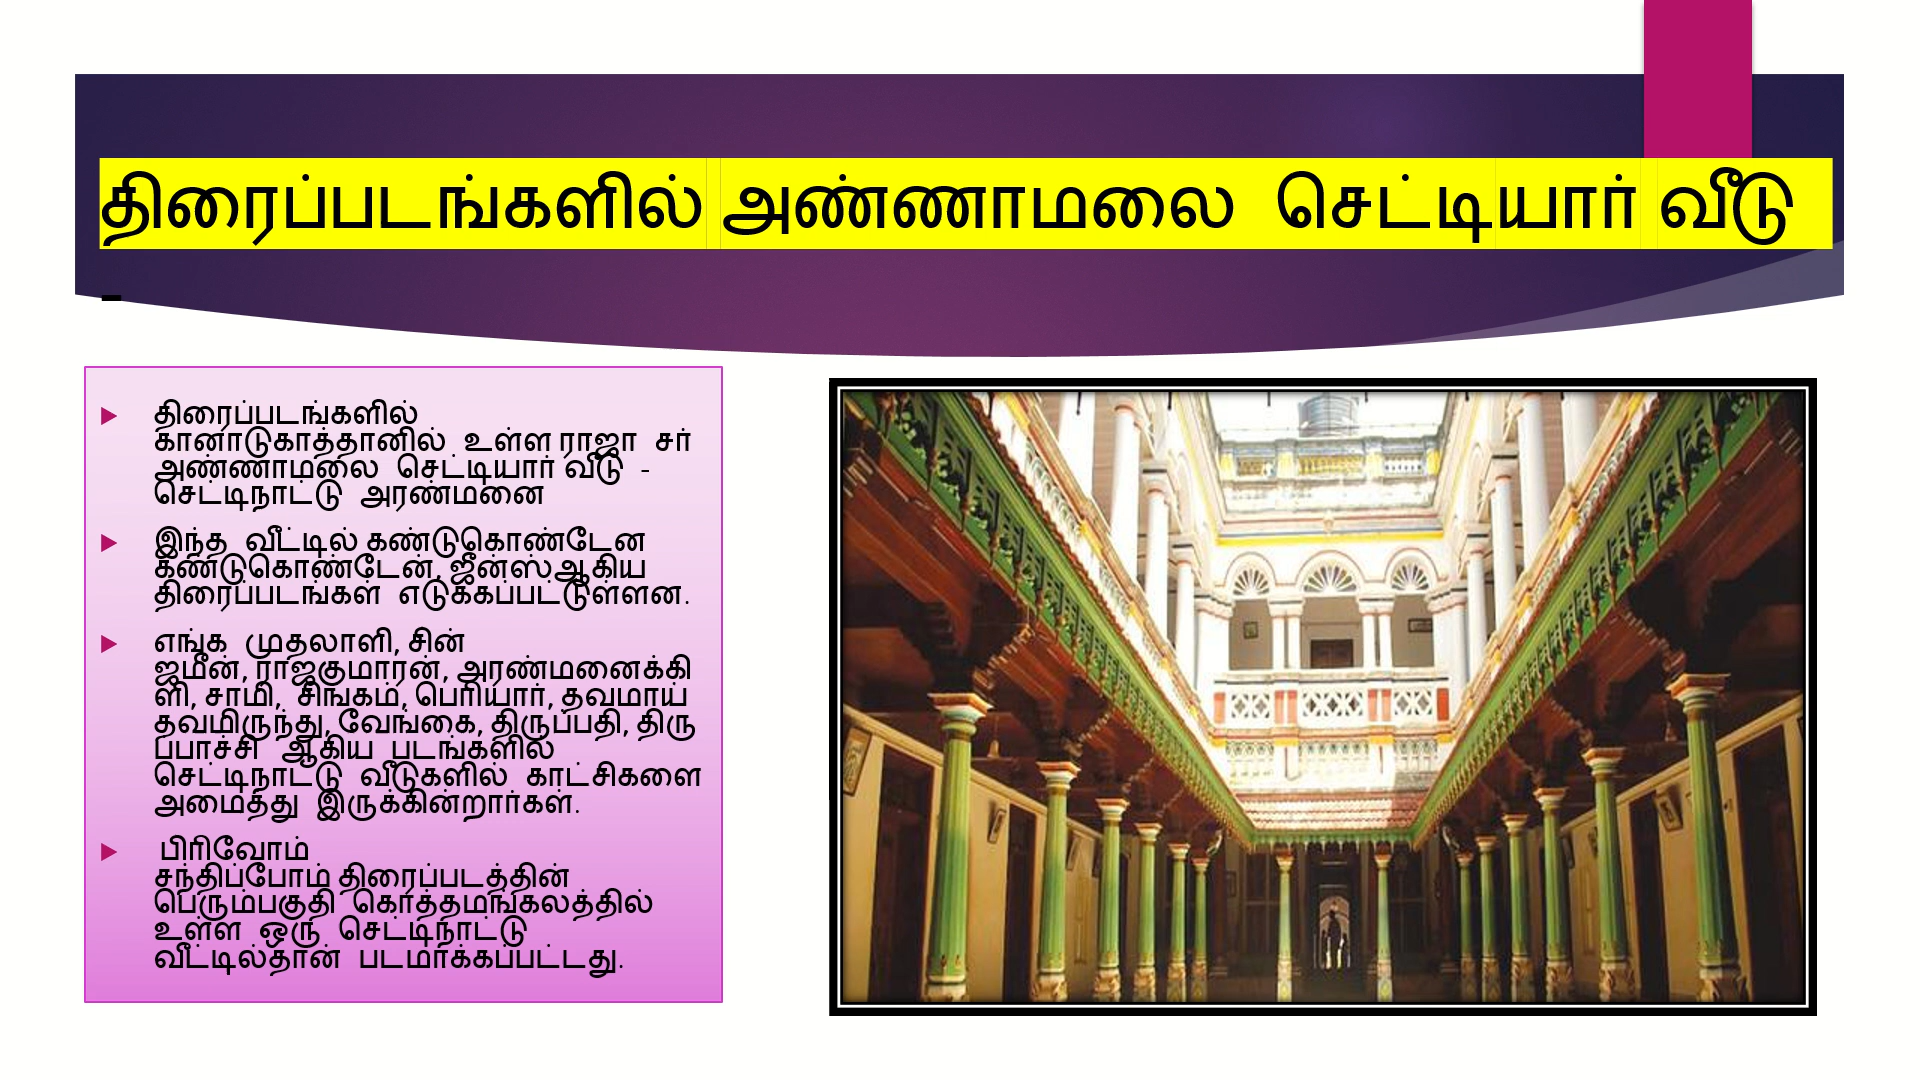 திரைப்படங்களில் அண்ணாமலை செட்டியார் வீடு
-
திரைப்படங்களில்
கானாடுகாத்தானில் உள்ள ராஜா சர்
அண்ணாமலை செட்டியார் வீடு -
செட்டிநாட்டு அரண்மனை
இந்த வீட்டில் கண்டுகொண்டேன
கண்டுகொண்டேன், ஜீன்ஸ்ஆகிய
திரைப்படங்கள் எடுக்கப்பட்டுள்ளன.
எங்க முதலாளி, சின்
ஜமீன், ராஜகுமாரன், அரண்மனைக்கி
ளி, சாமி, சிங்கம், பெரியார், தவமாய்
தவமிருந்து, வேங்கை, திருப்பதி, திரு
ப்பாச்சி ஆகிய படங்களில்
செட்டிநாட்டு வீடுகளில் காட்சிகளை
அமைத்து இருக்கின்றார்கள்.
பிரிவோம்
சந்திப்போம் திரைப்படத்தின்
பெரும்பகுதி கொத்தமங்கலத்தில்
உள்ள ஒரு செட்டிநாட்டு
வீட்டில்தான் படமாக்கப்பட்டது.